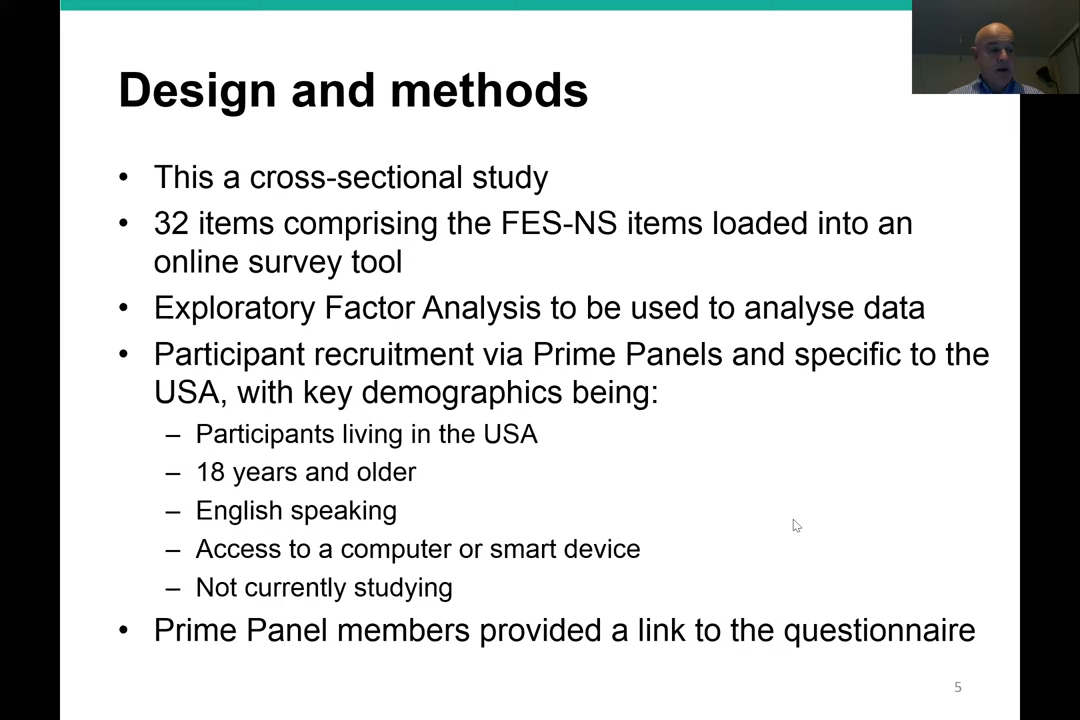 Design and methods
• This a cross-sectional study
• 32 items comprising the FES-NS items loaded into an
online survey tool
• Exploratory Factor Analysis to be used to analyse data
• Participant recruitment via Prime Panels and specific to the
USA, with key demographics being:
– Participants living in the USA
– 18 years and older
– English speaking
– Access to a computer or smart device
– Not currently studying
• Prime Panel members provided a link to the questionnaire
5